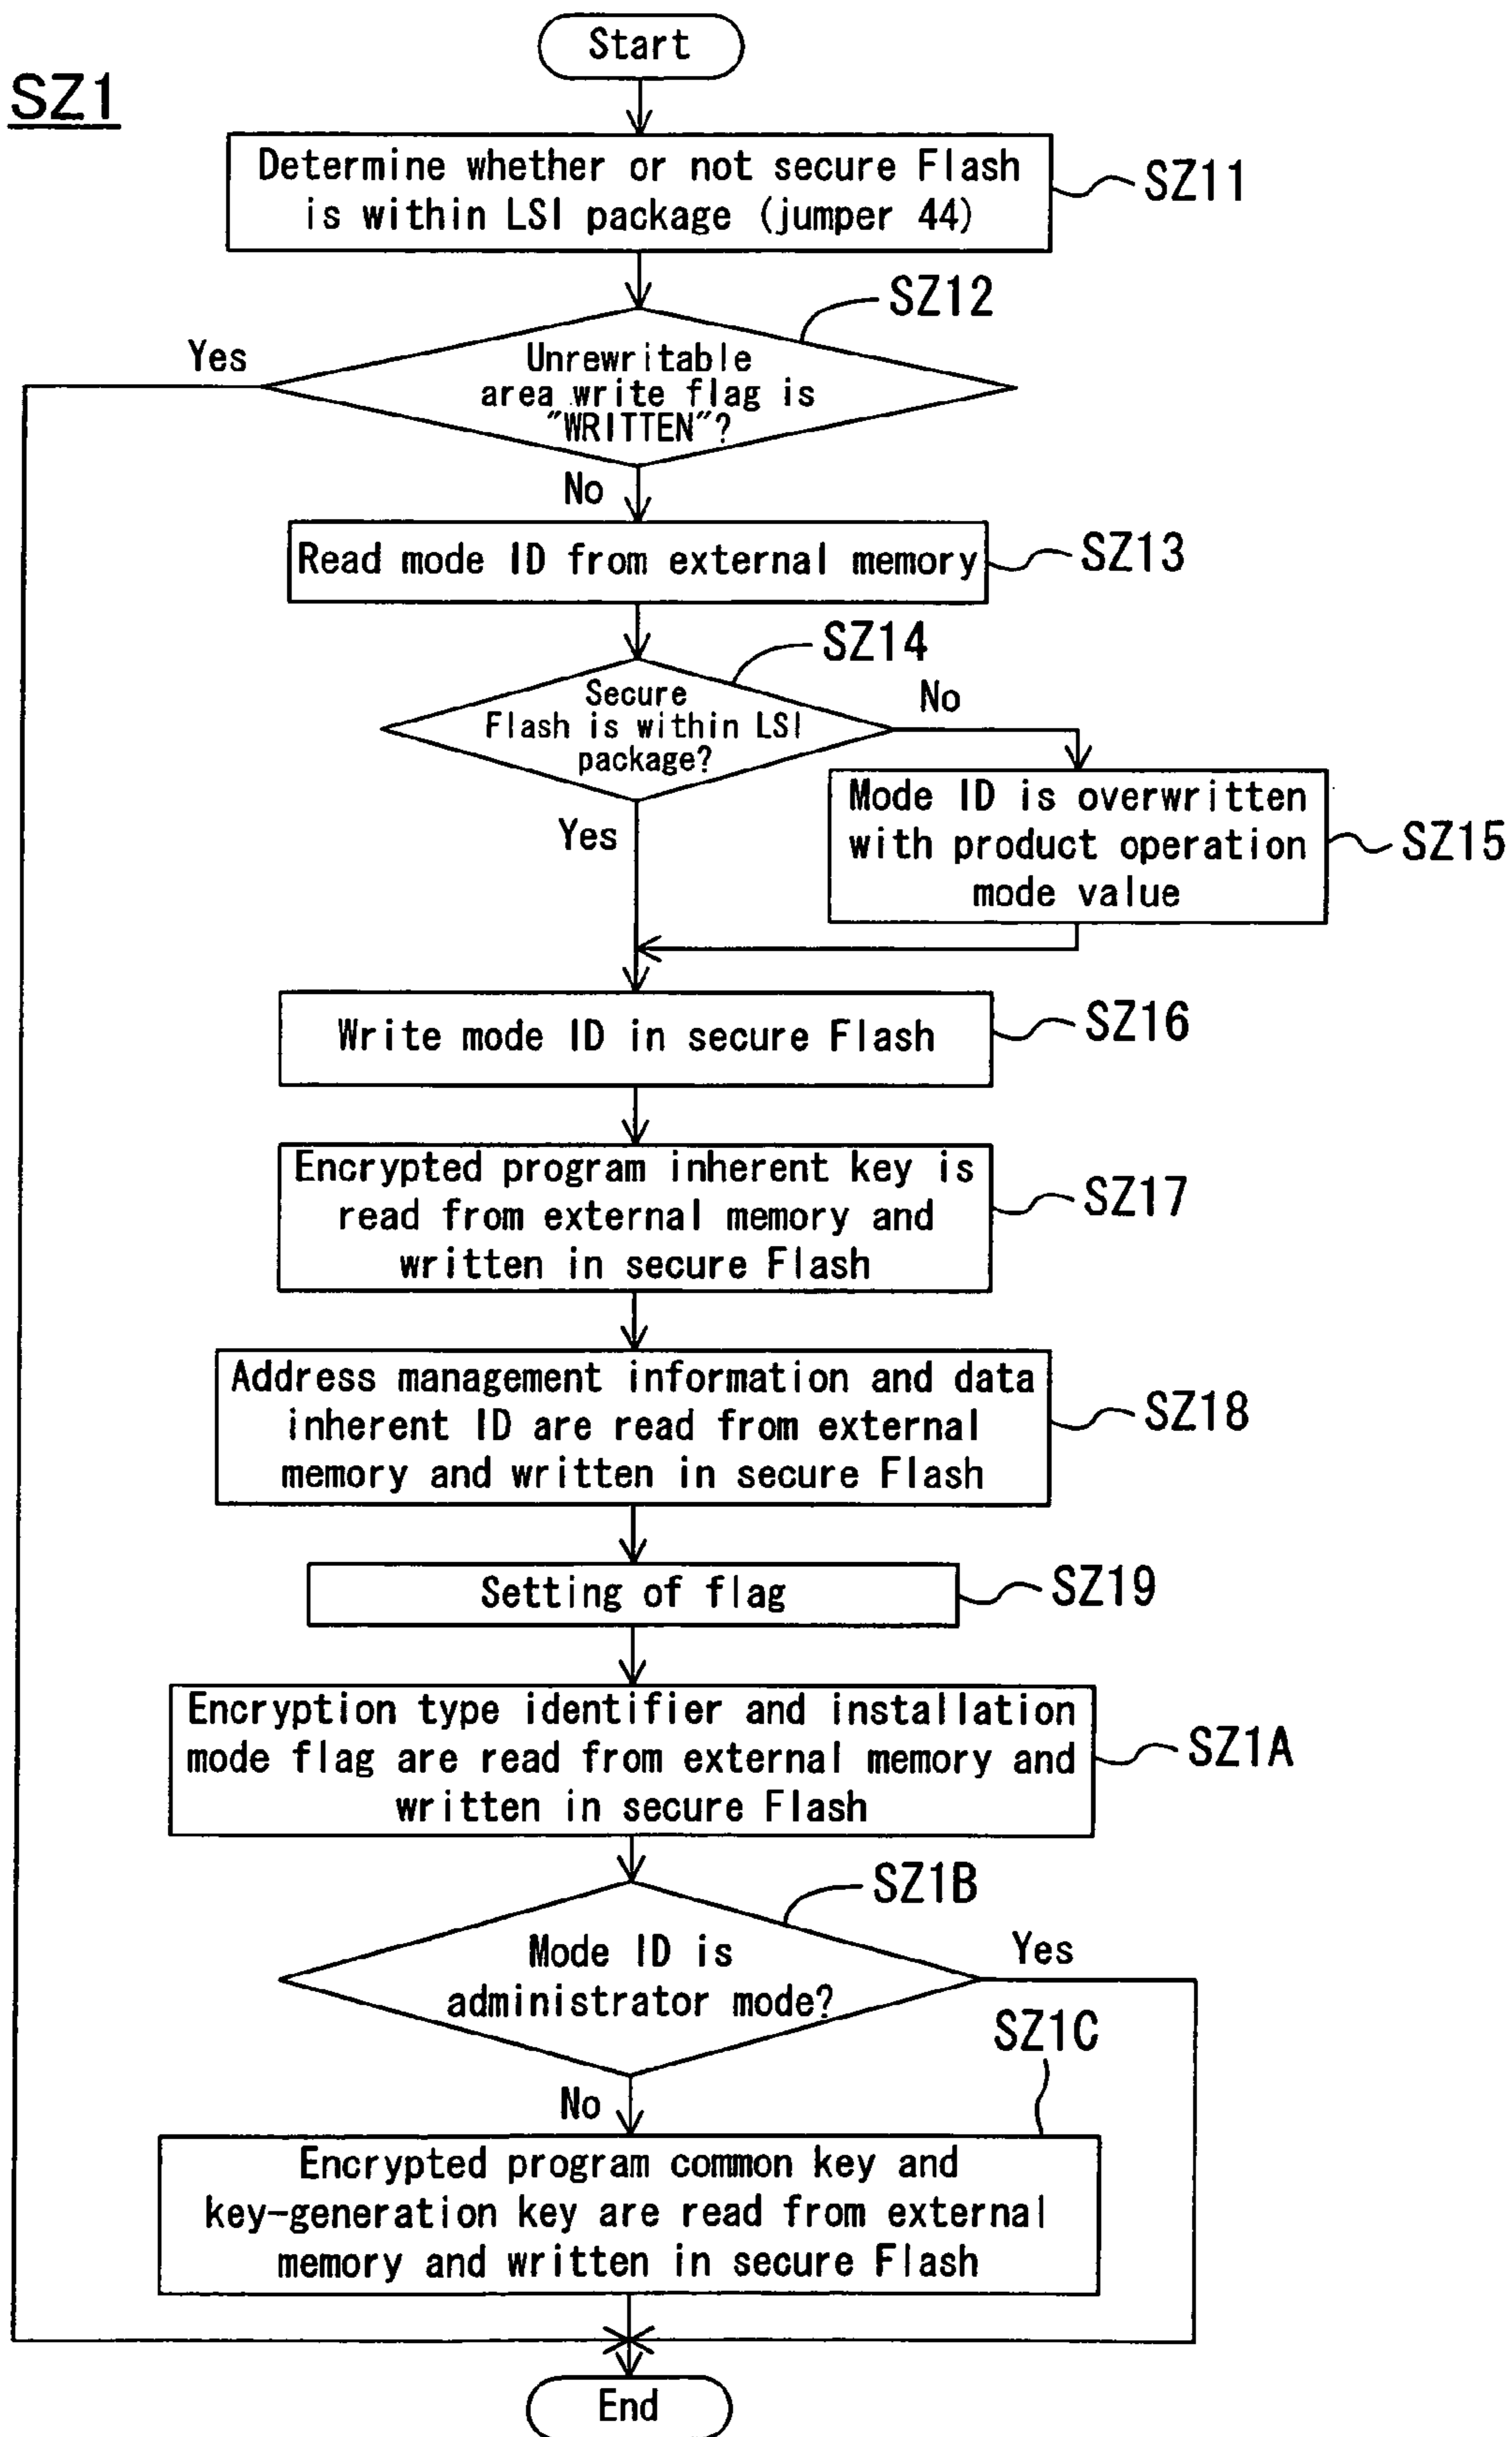 Start
SZ1
Determine whether or not secure Flash
is within LSI package (jumper 44)
SZ11
SZ12
Yes
Unrewritable
area write flag is
"WRITTEN"?
No
Read mode ID from external memory
SZ13
SZ14
Secure
Flash is within LSI
package?
No
Yes
Mode ID is overwritten
with product operation
mode value
SZ15
Write mode ID in secure Flash
SZ16
Encrypted program inherent key is
read from external memory and
written in secure Flash
SZ17
Address management information and data
inherent ID are read from external
memory and written in secure Flash
SZ18
Setting of flag
SZ19
Encryption type identifier and installation
mode flag are read from external memory and
written in secure Flash
SZ1A
SZ1B
Mode ID is
administrator mode?
Yes
SZ1C
No
Encrypted program common key and
key-generation key are read from external
memory and written in secure Flash
End